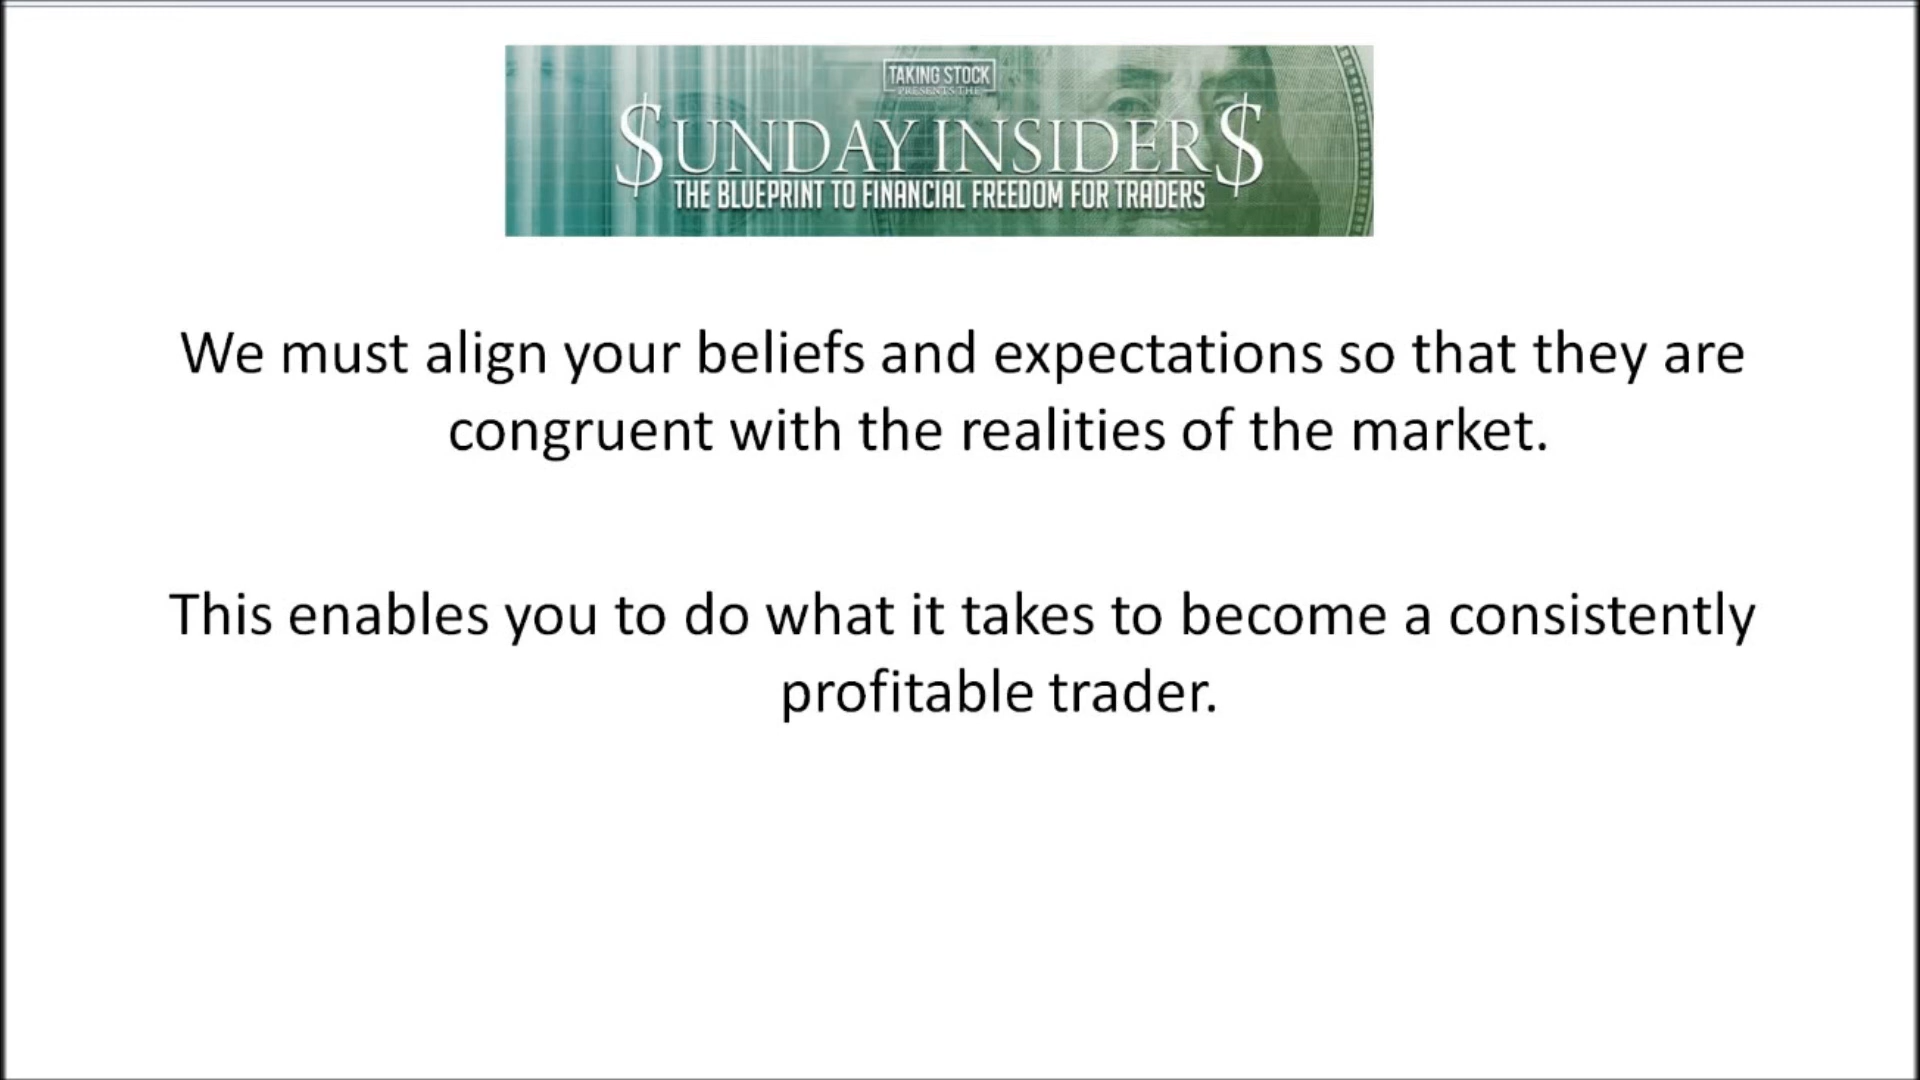 TAKING STOCK
PRESENTS THE
$UNDAY INSIDER$
THE BLUEPRINT TO FINANCIAL FREEDOM FOR TRADERS
We must align your beliefs and expectations so that they are
congruent with the realities of the market.
This enables you to do what it takes to become a consistently
profitable trader.